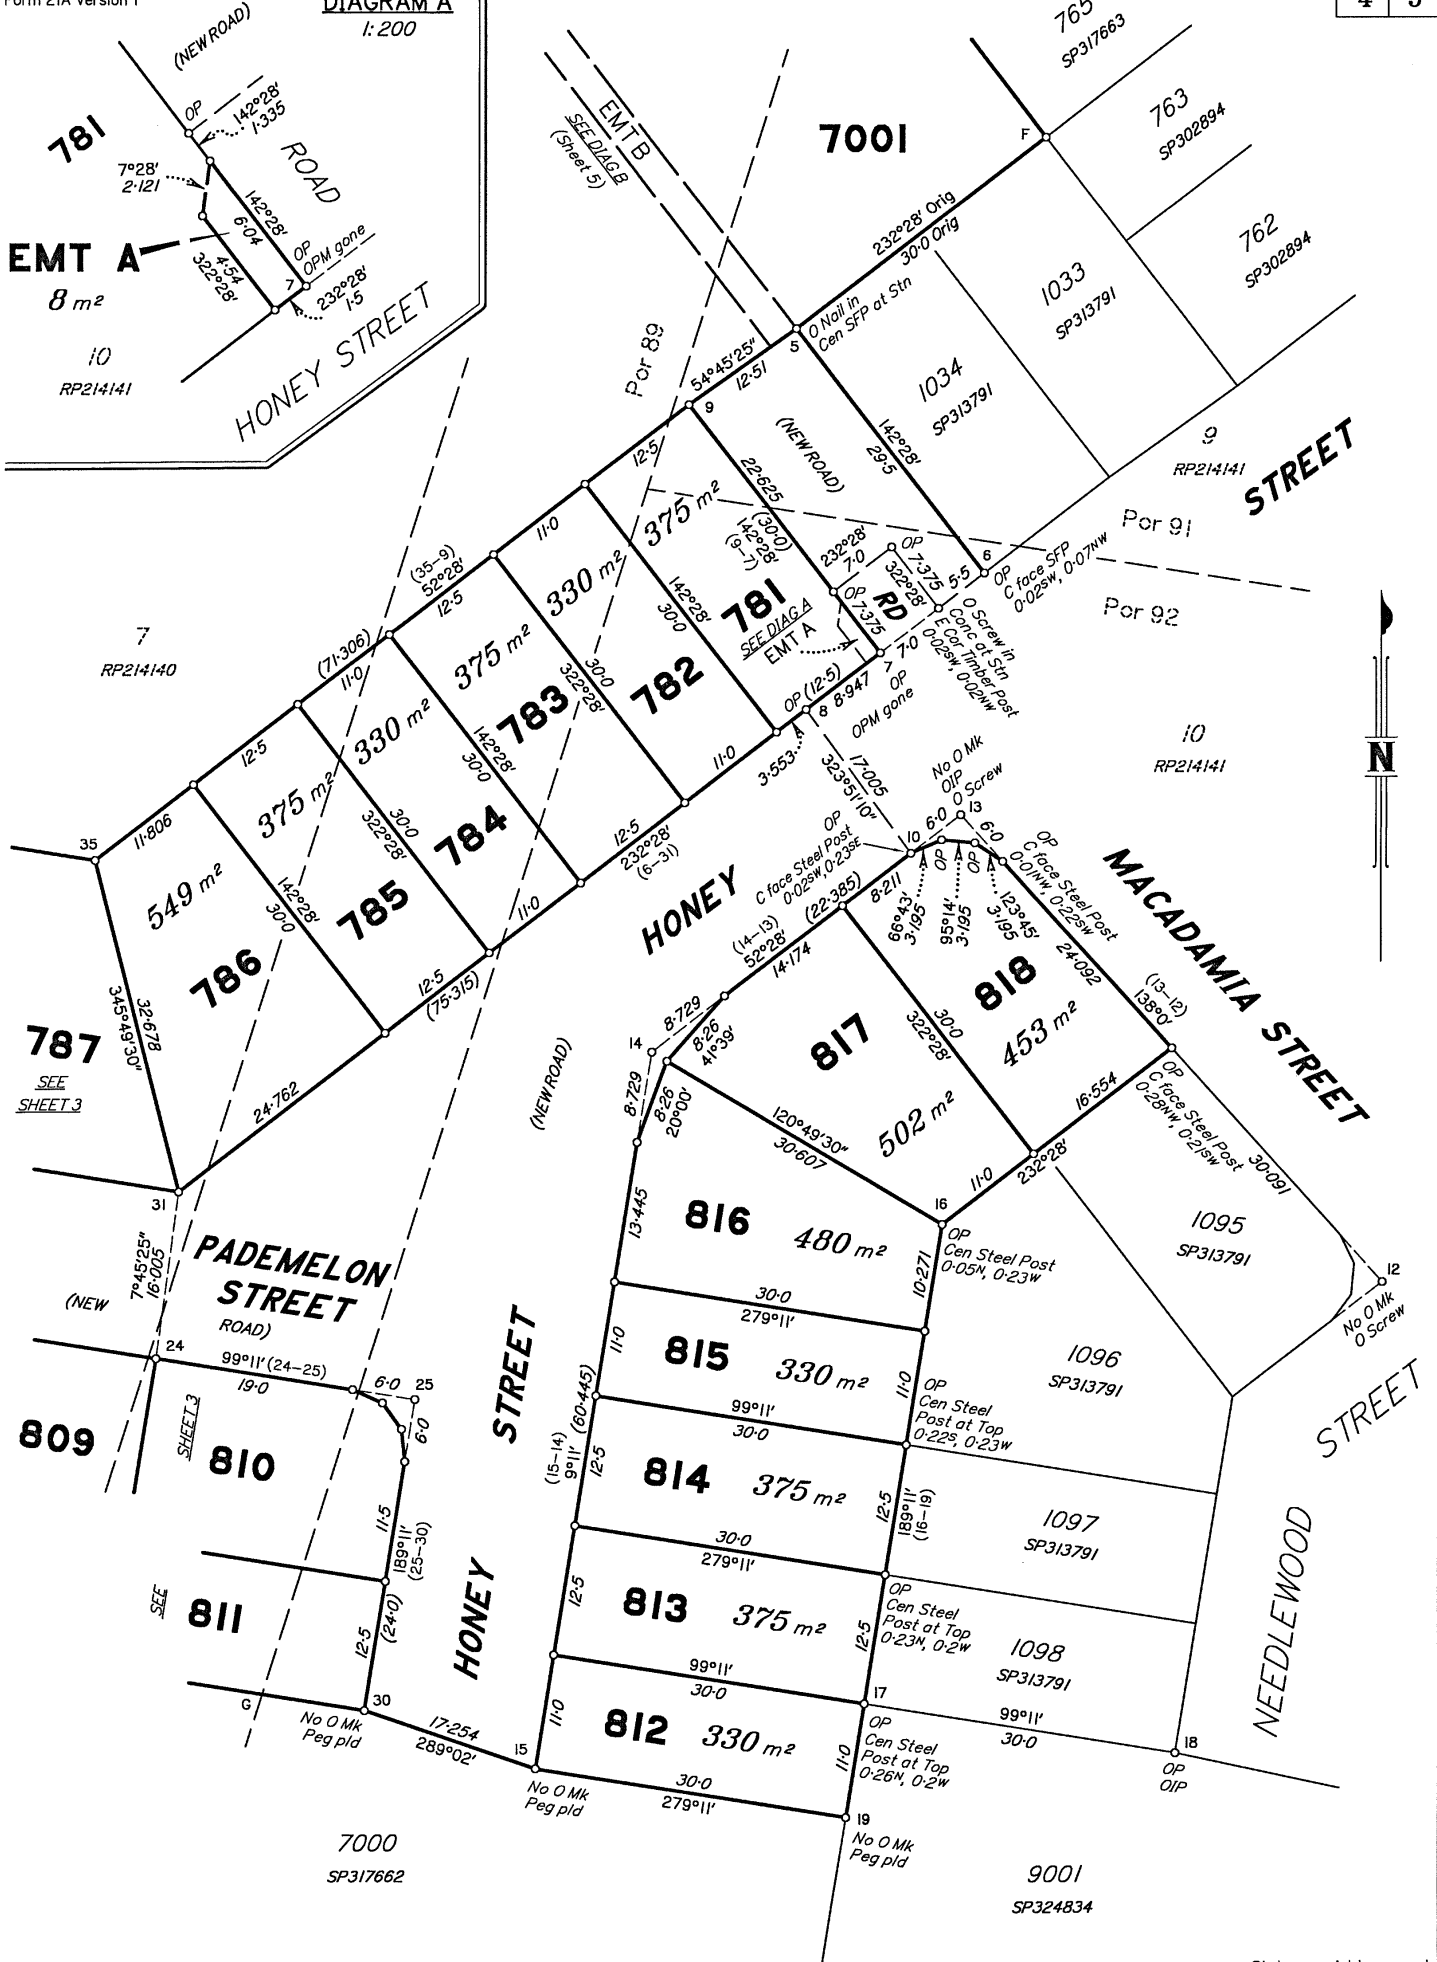 Form 21A Version 1
DIAGRAM A
1:200
4 5
(NEW ROAD)
OP
142°28'
1·335
781
ROAD
7°28'
2·121
142°28'
6·04
EMT A
8 m²
4·54
322°28'
OP
OPM gone
7
232°28'
1·5
10
RP214141
HONEY STREET
EMT B
SEE DIAG B
(Sheet 5)
7001
765
SP317663
F
763
SP302894
762
SP302894
232°28' Orig
30·0 Orig
1033
SP313791
1034
SP313791
O Nail in
Cen SFP at Stn
5
54°45'25"
12·51
9
Por 89
(NEW ROAD)
142°28'
29·5
9
RP214141
STREET
Por 91
Por 92
12·5
22·625
(30·0)
142°28'
(9-7)
232°28'
7·0
OP
7·375
322°28'
5·5
6
OP
C face SFP
0·02SW, 0·07NW
RD
OP
7·375
7·0
O Screw in
Conc at Stn
E Cor Timber Post
0·02SW, 0·02NW
375 m²
781
SEE DIAG A
EMT A
OP (12·5)
8·947
8
7
OP
OPM gone
3·553
11·0
330 m²
142°28'
30·0
782
11·0
(35-9)
52°28'
12·5
375 m²
30·0
322°28'
783
12·5
232°28'
(6-31)
(71·306)
11·0
330 m²
142°28'
30·0
784
11·0
12·5
375 m²
30·0
322°28'
785
12·5
(75·315)
35
11·806
549 m²
142°28'
30·0
786
24·762
32·678
345°49'30"
7
RP214140
787
SEE
SHEET 3
31
17·005
323°51'10"
No O Mk
OIP
O Screw
13
10
6·0
6·0
OP
C face Steel Post
0·02SW, 0·23SE
OP
OP
OP
C face Steel Post
0·01NW, 0·22SW
10
RP214141
N
HONEY
(14-13)
52°28'
14·174
(22·385)
8·211
66°43'
3·195
95°14'
3·195
123°45'
3·195
24·092
(13-12)
138°0'
MACADAMIA STREET
818
453 m²
30·0
322°28'
817
502 m²
16·554
OP
C face Steel Post
0·28NW, 0·21SW
30·091
11·0
232°28'
14
8·729
8·26
41°39'
8·729
8·26
20°00'
(NEW ROAD)
120°49'30"
30·607
16
OP
Cen Steel Post
0·05N, 0·23W
1095
SP313791
12
No O Mk
O Screw
13·445
816
480 m²
10·271
30·0
279°11'
7°45'25"
16·005
PADEMELON
STREET
(NEW
ROAD)
24
99°11' (24-25)
19·0
6·0
25
6·0
11·0
815
330 m²
11·0
99°11'
30·0
OP
Cen Steel
Post at Top
0·22S, 0·23W
1096
SP313791
STREET
STREET
809
SHEET 3
810
11·5
189°11'
(25-30)
(15-14)
9°11' (60·445)
12·5
814
375 m²
12·5
189°11'
(16-19)
30·0
279°11'
1097
SP313791
SEE
811
12·5
(24·0)
HONEY
12·5
813
375 m²
12·5
99°11'
30·0
OP
Cen Steel
Post at Top
0·23N, 0·2W
1098
SP313791
NEEDLEWOOD
G
30
No O Mk
Peg pld
17·254
289°02'
15
No O Mk
Peg pld
11·0
812
330 m²
11·0
30·0
279°11'
17
OP
Cen Steel
Post at Top
0·26N, 0·2W
99°11'
30·0
18
OP
OIP
19
No O Mk
Peg pld
7000
SP317662
9001
SP324834